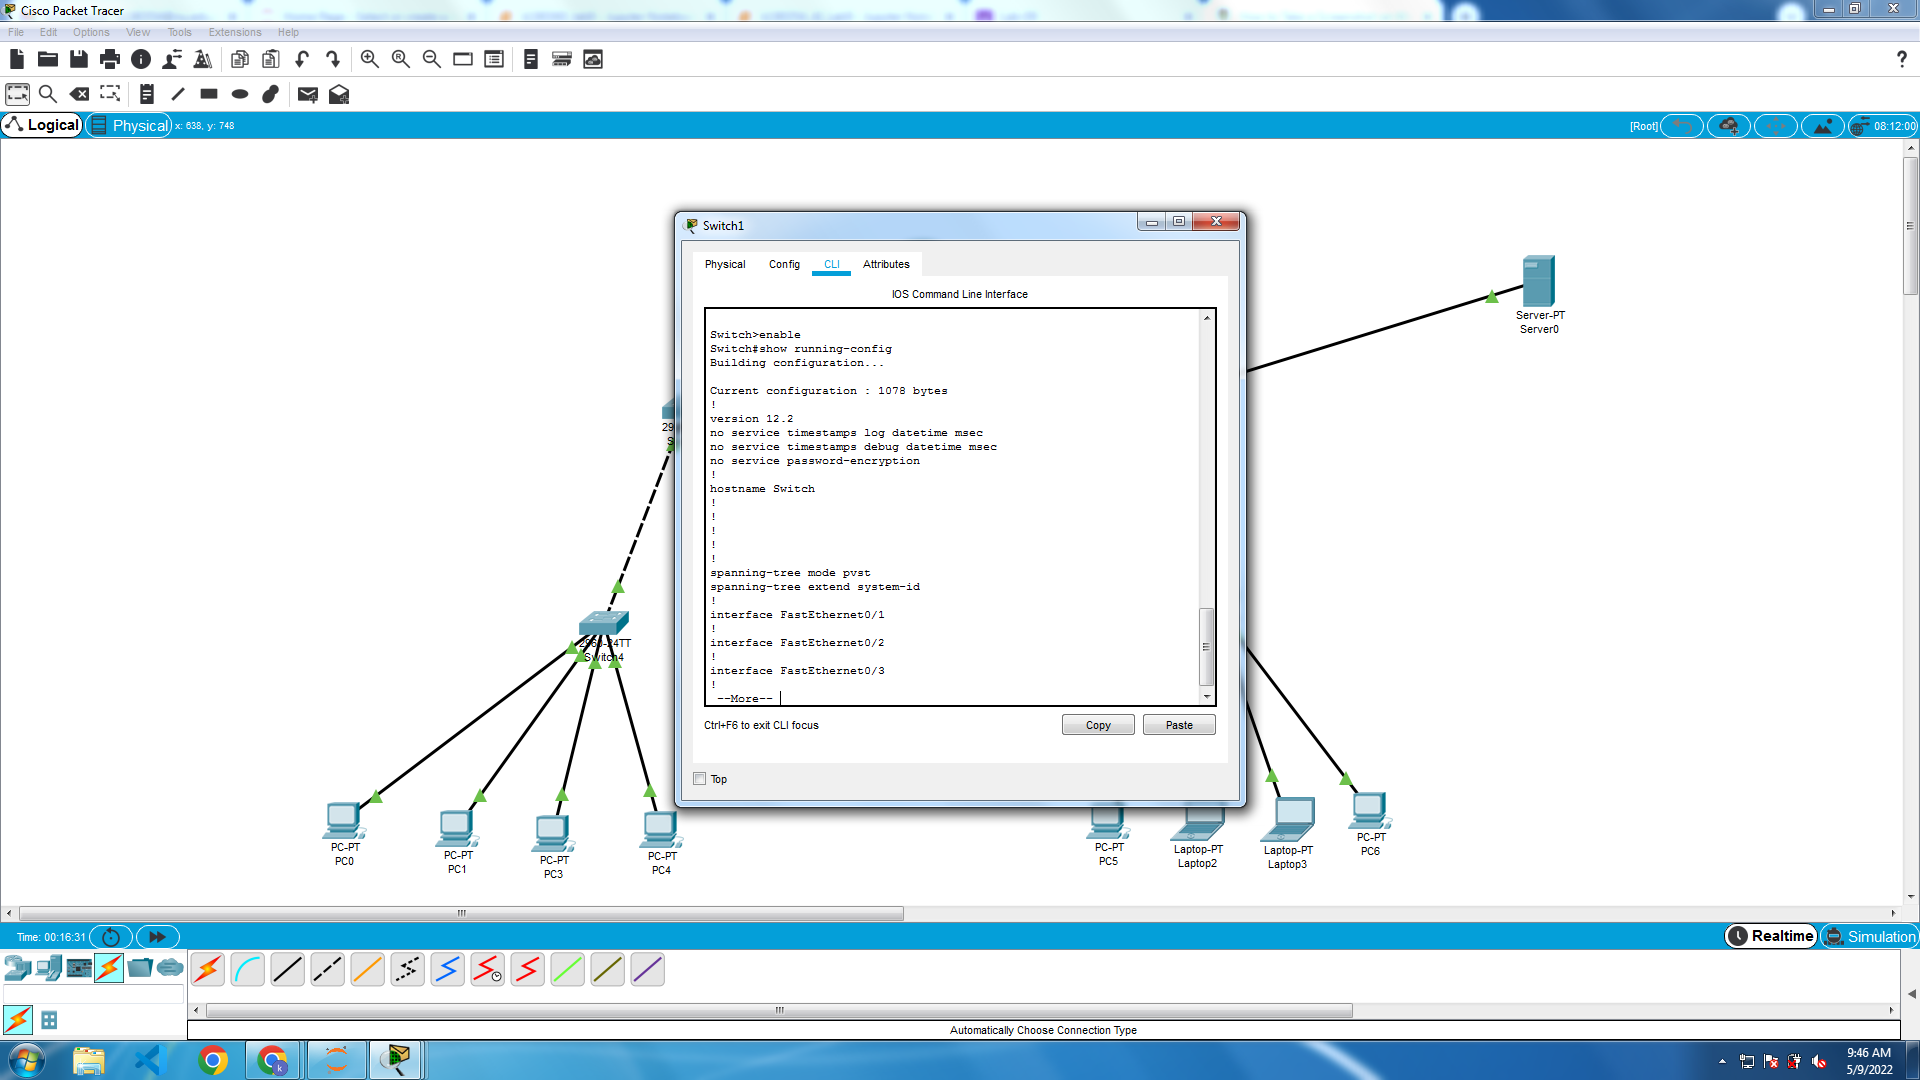 Cisco Packet Tracer
File Edit Options View Tools Extensions Help
Logical Physical x: 638, y: 748
[Root] 08:12:00
Switch1
Physical Config CLI Attributes
IOS Command Line Interface
Switch>enable
Switch#show running-config
Building configuration...
Current configuration : 1078 bytes
!
version 12.2
no service timestamps log datetime msec
no service timestamps debug datetime msec
no service password-encryption
!
hostname Switch
!
!
!
!
!
spanning-tree mode pvst
spanning-tree extend system-id
!
interface FastEthernet0/1
!
interface FastEthernet0/2
!
interface FastEthernet0/3
!
--More--
Ctrl+F6 to exit CLI focus
Copy Paste
Top
Server-PT
Server0
29
S
2960-24TT
Switch4
PC-PT
PC0
PC-PT
PC1
PC-PT
PC3
PC-PT
PC4
PC-PT
PC5
Laptop-PT
Laptop2
Laptop-PT
Laptop3
PC-PT
PC6
Time: 00:16:31
Realtime Simulation
Automatically Choose Connection Type
9:46 AM
5/9/2022